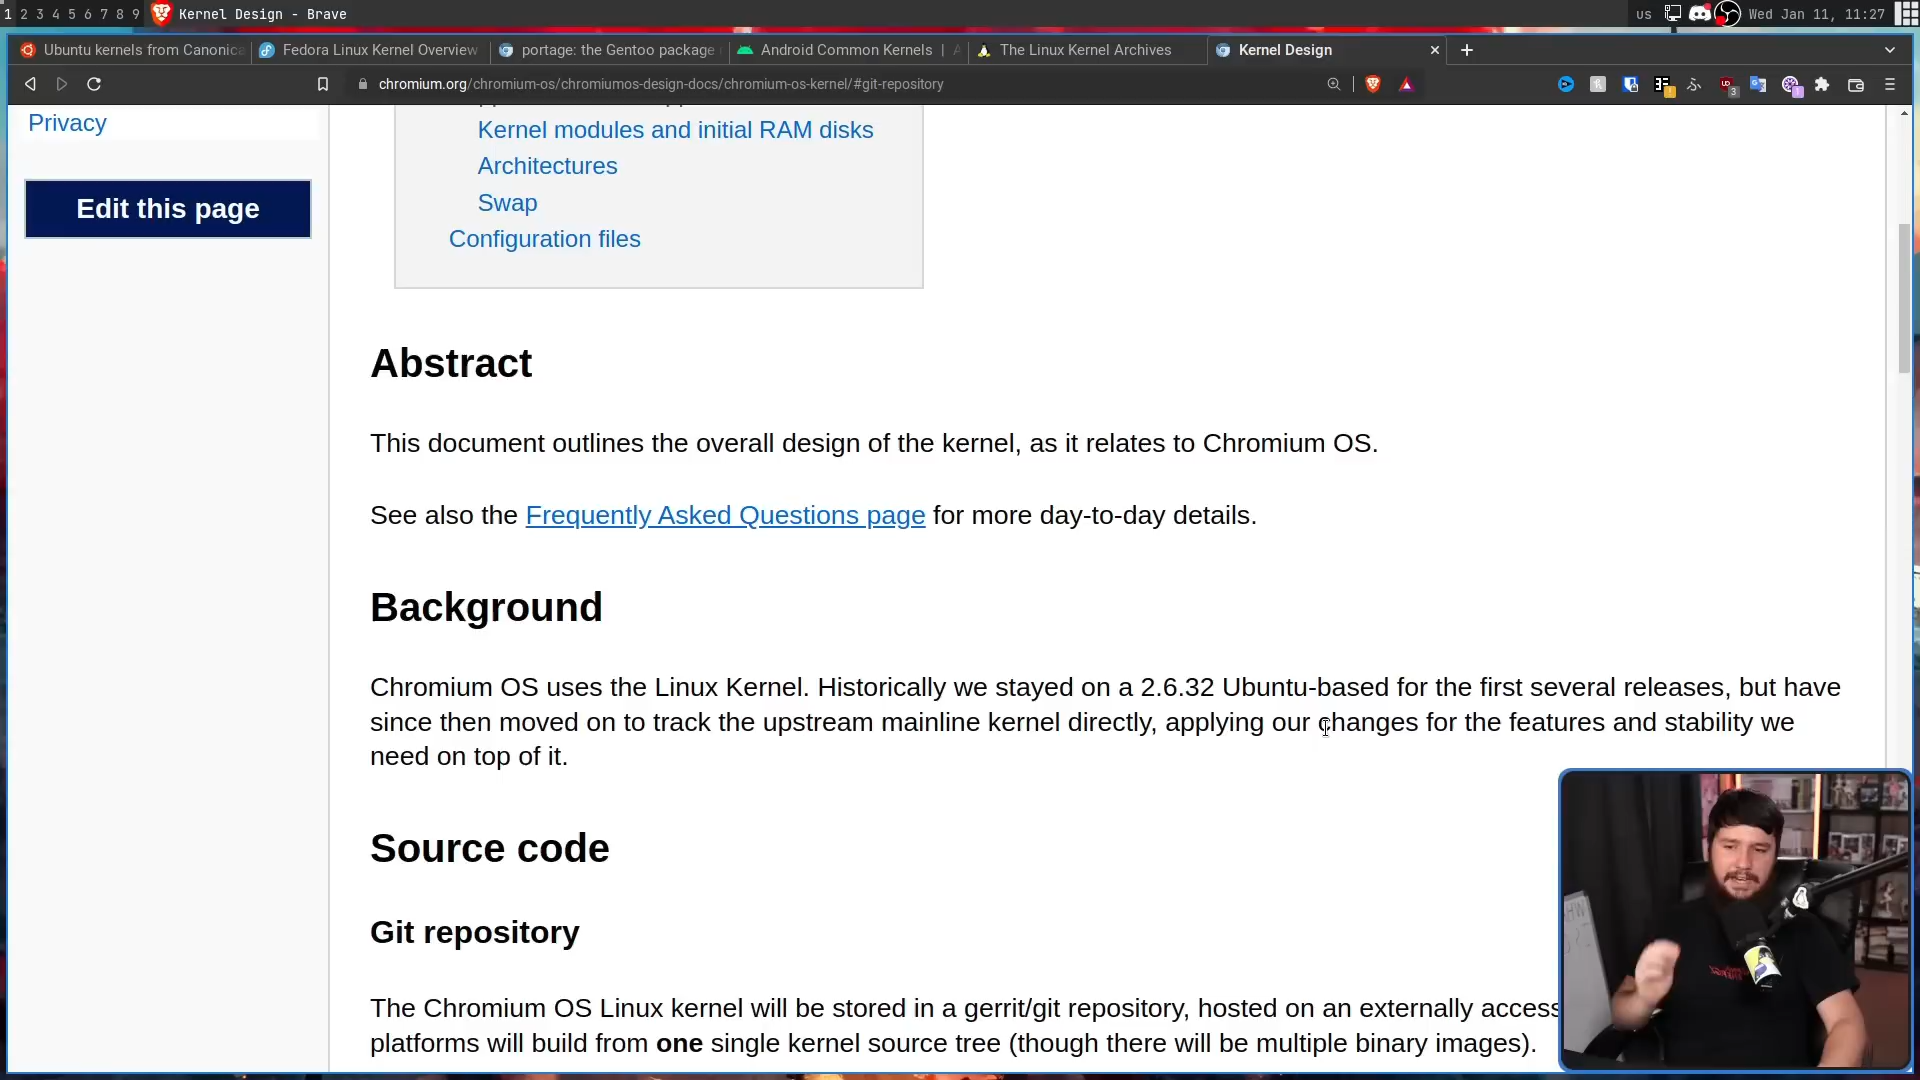 1 2 3 4 5 6 7 8 9 Kernel Design - Brave us Wed Jan 11, 11:27
Ubuntu kernels from Canonica Fedora Linux Kernel Overview portage: the Gentoo package Android Common Kernels | A The Linux Kernel Archives Kernel Design
chromium.org/chromium-os/chromiumos-design-docs/chromium-os-kernel/#git-repository
Privacy
Edit this page
Kernel modules and initial RAM disks
Architectures
Swap
Configuration files
Abstract
This document outlines the overall design of the kernel, as it relates to Chromium OS.
See also the Frequently Asked Questions page for more day-to-day details.
Background
Chromium OS uses the Linux Kernel. Historically we stayed on a 2.6.32 Ubuntu-based for the first several releases, but have
since then moved on to track the upstream mainline kernel directly, applying our changes for the features and stability we
need on top of it.
Source code
Git repository
The Chromium OS Linux kernel will be stored in a gerrit/git repository, hosted on an externally access
platforms will build from one single kernel source tree (though there will be multiple binary images).